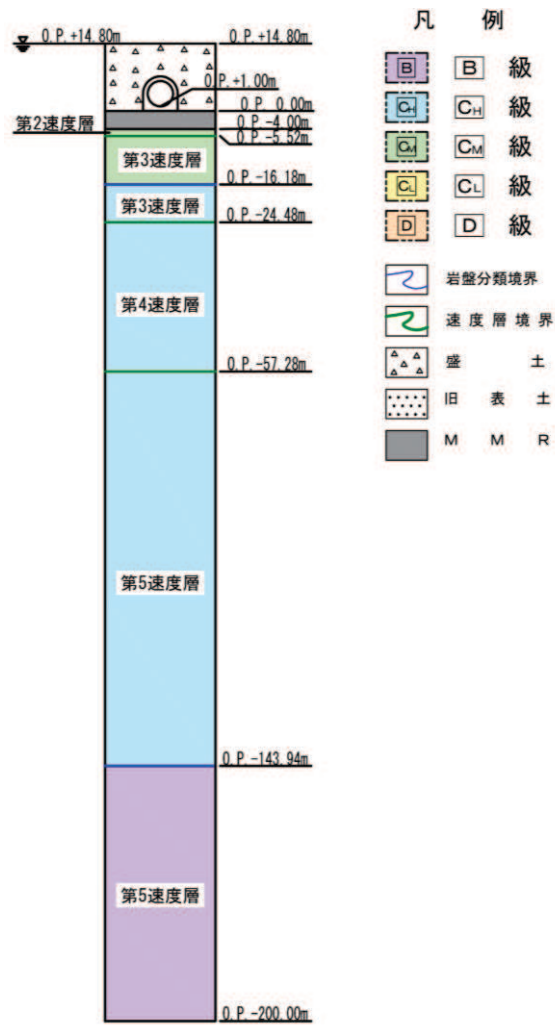 O.P.+14.80m
O.P.+14.80m
O.P.+1.00m
O.P. 0.00m
O.P.-4.00m
第2速度層
O.P.-5.52m
第3速度層
O.P.-16.18m
第3速度層
O.P.-24.48m
第4速度層
O.P.-57.28m
第5速度層
O.P.-143.94m
第5速度層
O.P.-200.00m
凡 例
B B 級
CH CH 級
CM CM 級
CL CL 級
D D 級
岩盤分類境界
速度層境界
盛 土
旧 表 土
M M R